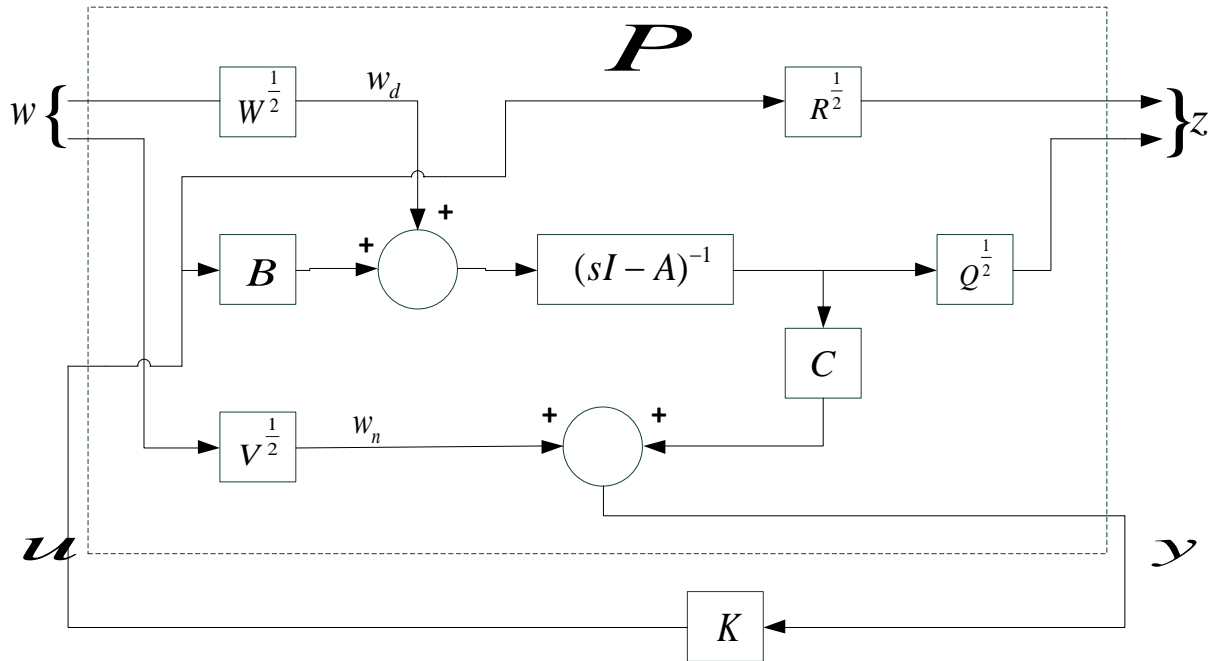 P
w {
W^{1/2}
w_d
R^{1/2}
} z
+
+
B
(sI − A)^{-1}
Q^{1/2}
C
+
+
V^{1/2}
w_n
u
y
K